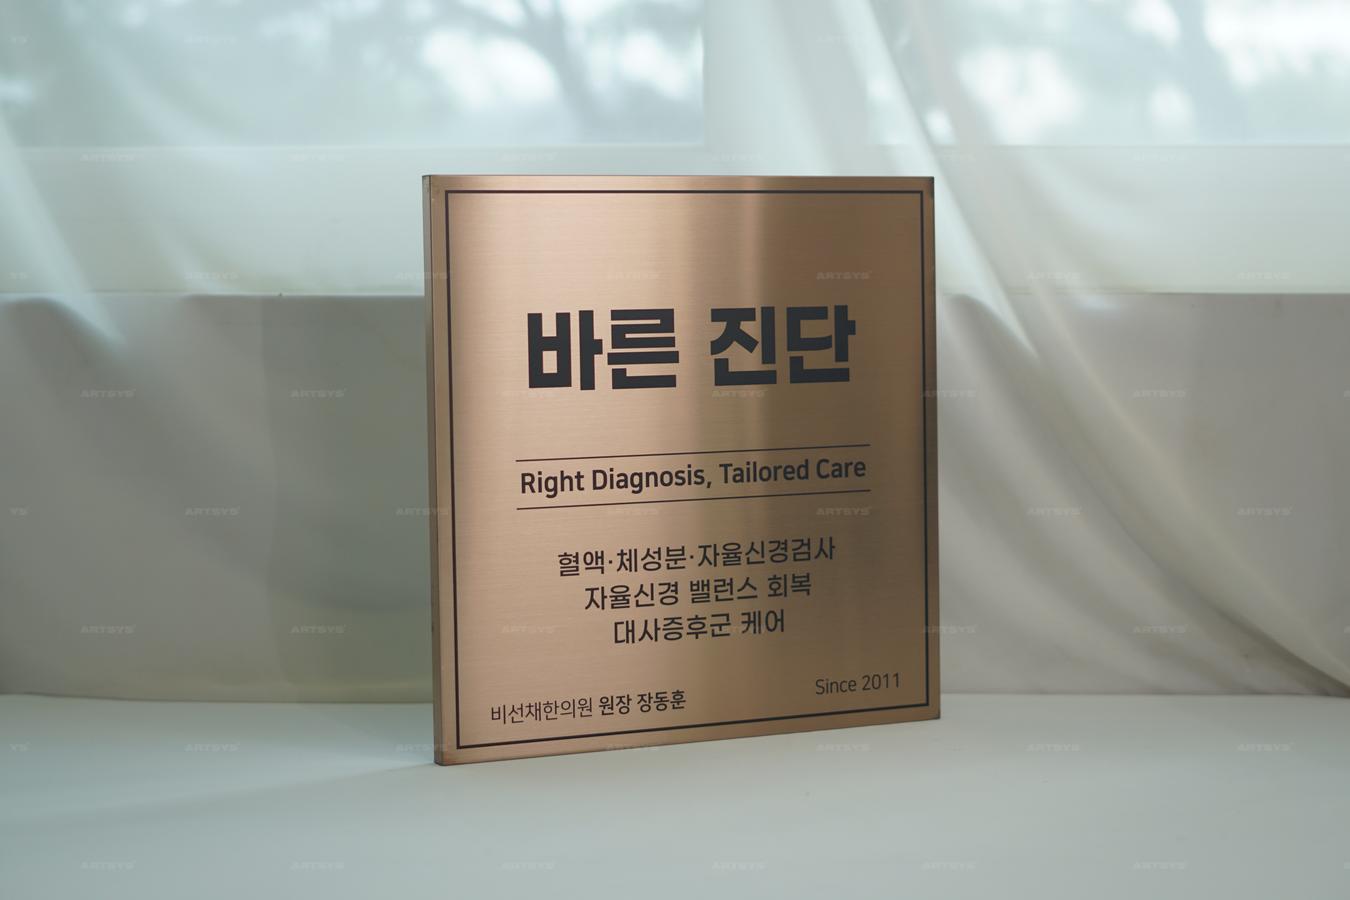 바른 진단
Right Diagnosis, Tailored Care
혈액·체성분·자율신경검사
자율신경 밸런스 회복
대사증후군 케어
비선채한의원 원장 장동훈
Since 2011
ARTSYS